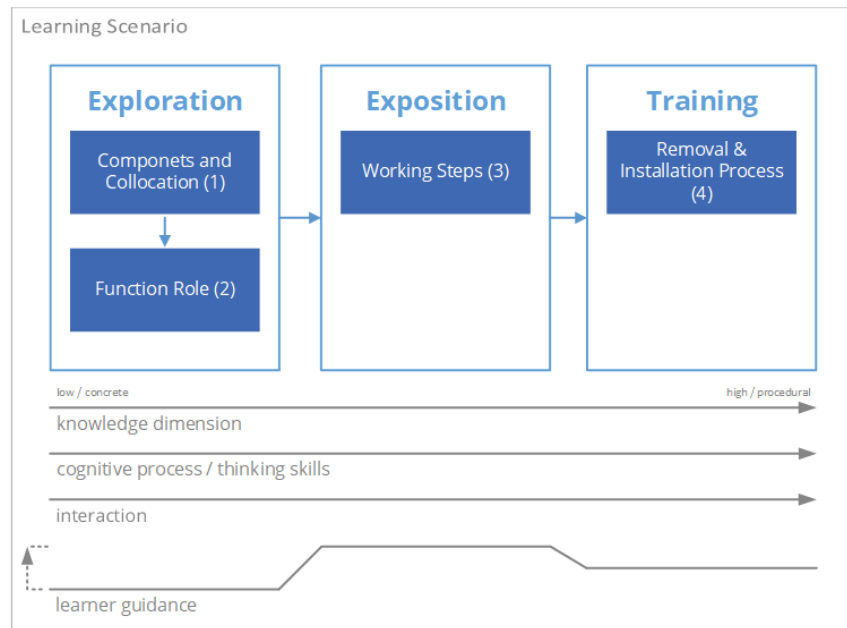 Learning Scenario
Exploration
Componets and
Collocation (1)
Function Role (2)
Exposition
Working Steps (3)
Training
Removal &
Installation Process
(4)
low / concrete
high / procedural
knowledge dimension
cognitive process / thinking skills
interaction
learner guidance